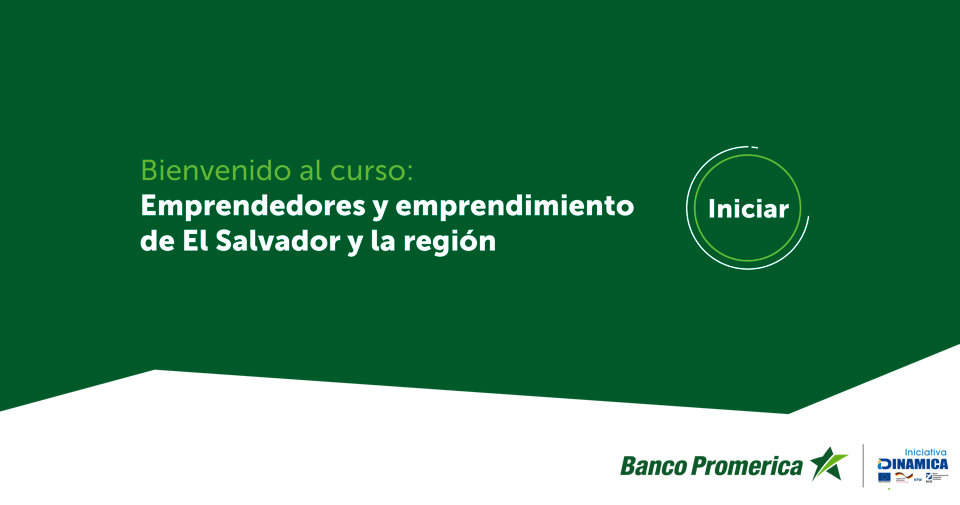 Bienvenido al curso:
Emprendedores y emprendimiento
de El Salvador y la región
Iniciar
Banco Promerica
Iniciativa
DINAMICA